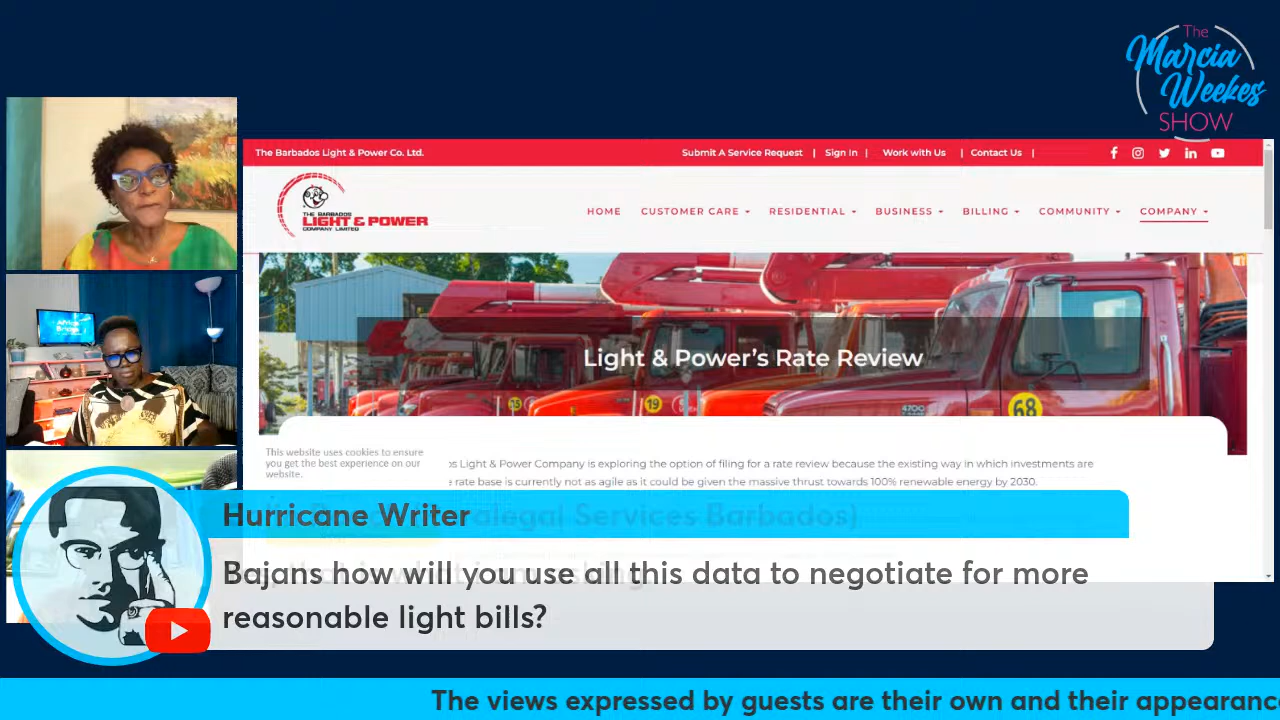 The
Marcia
Weekes
SHOW
The Barbados Light & Power Co. Ltd.
Submit A Service Request | Sign In | Work with Us | Contact Us |
THE BARBADOS
LIGHT & POWER
COMPANY LIMITED
HOME CUSTOMER CARE RESIDENTIAL BUSINESS BILLING COMMUNITY COMPANY
Light & Power's Rate Review
15
19
68
4700
This website uses cookies to ensure
you get the best experience on our
website.
Light & Power Company is exploring the option of filing for a rate review because the existing way in which investments are
rate base is currently not as agile as it could be given the massive thrust towards 100% renewable energy by 2030.
Hurricane Writer
Services Barbados)
Bajans how will you use all this data to negotiate for more
reasonable light bills?
The views expressed by guests are their own and their